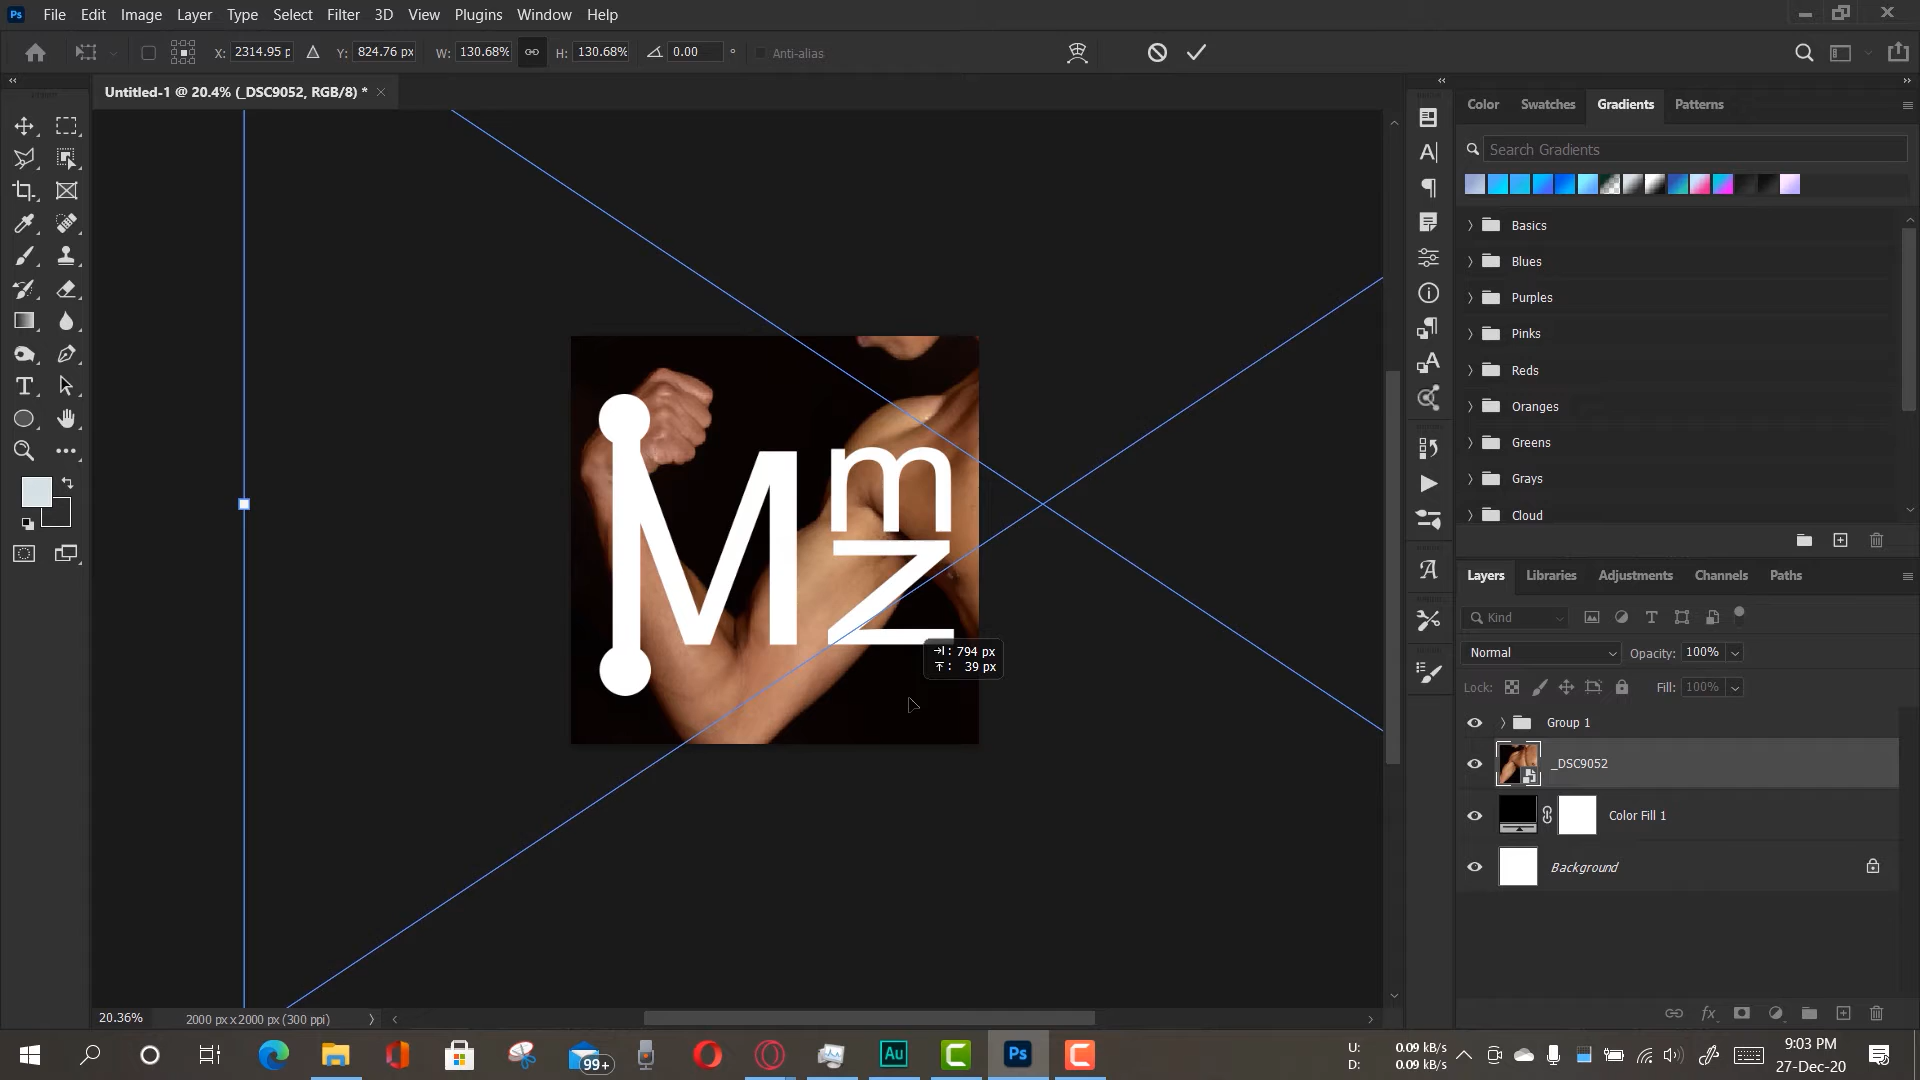 Ps File Edit Image Layer Type Select Filter 3D View Plugins Window Help
X: 2314.95 p Y: 824.76 px W: 130.68% H: 130.68% 0.00 ° Anti-alias
Untitled-1 @ 20.4% (_DSC9052, RGB/8) *
Color Swatches Gradients Patterns
Search Gradients
Basics
Blues
Purples
Pinks
Reds
Oranges
Greens
Grays
Cloud
M m
z
794 px
39 px
Layers Libraries Adjustments Channels Paths
Kind
Normal Opacity: 100%
Lock: Fill: 100%
Group 1
_DSC9052
Color Fill 1
Background
20.36% 2000 px x 2000 px (300 ppi)
99+ Au Ps
U: 0.09 kB/s
D: 0.09 kB/s
9:03 PM
27-Dec-20